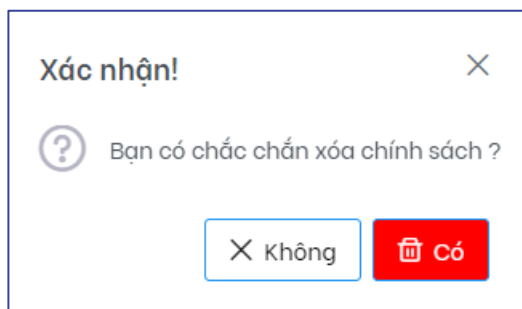 Xác nhận!
Bạn có chắc chắn xóa chính sách ?
Không
Có